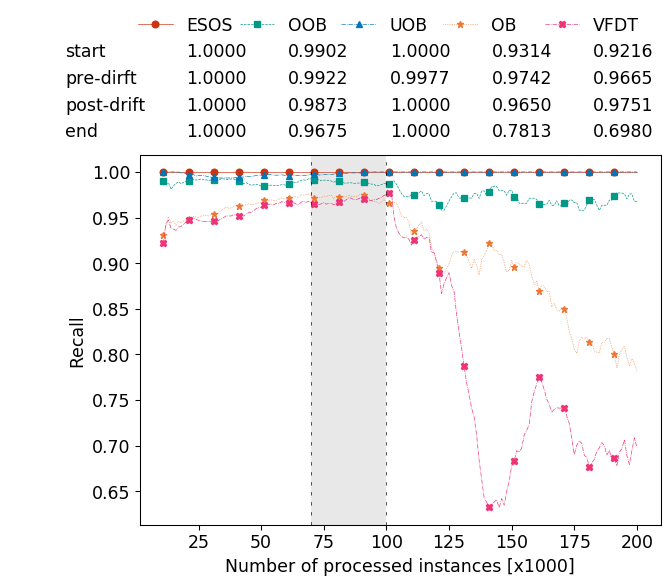 ESOS OOB UOB OB VFDT
start 1.0000 0.9902 1.0000 0.9314 0.9216
pre-dirft 1.0000 0.9922 0.9977 0.9742 0.9665
post-drift 1.0000 0.9873 1.0000 0.9650 0.9751
end 1.0000 0.9675 1.0000 0.7813 0.6980
1.00
0.95
0.90
0.85
0.80
0.75
0.70
0.65
Recall
25 50 75 100 125 150 175 200
Number of processed instances [x1000]